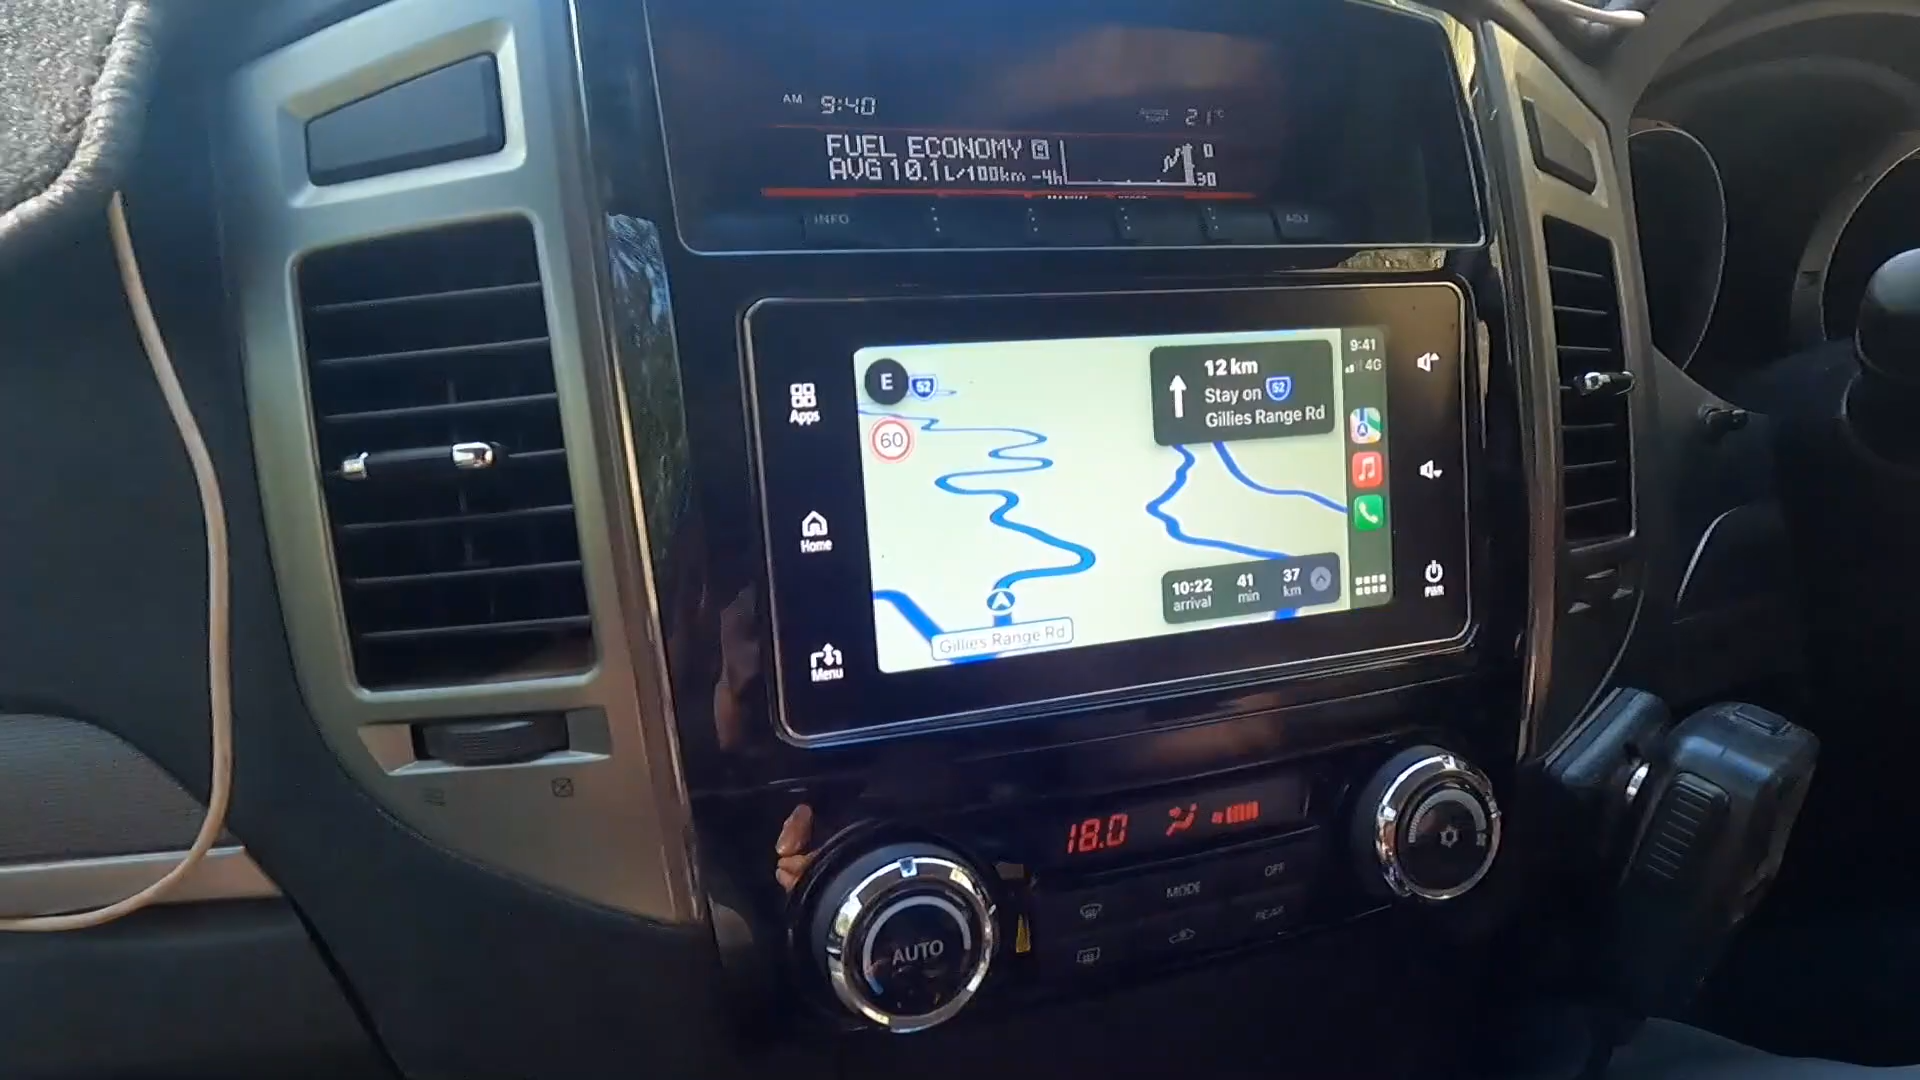 AM 9:40
21°C
FUEL ECONOMY A
AVG 10.1L/100km -4h
0
30
INFO
ADJ
Apps
Home
Menu
E
52
60
12 km
Stay on 52
Gillies Range Rd
9:41
4G
10:22 41 37
arrival min km
Gillies Range Rd
PWR
18.0
AUTO
MODE
OFF
REAR